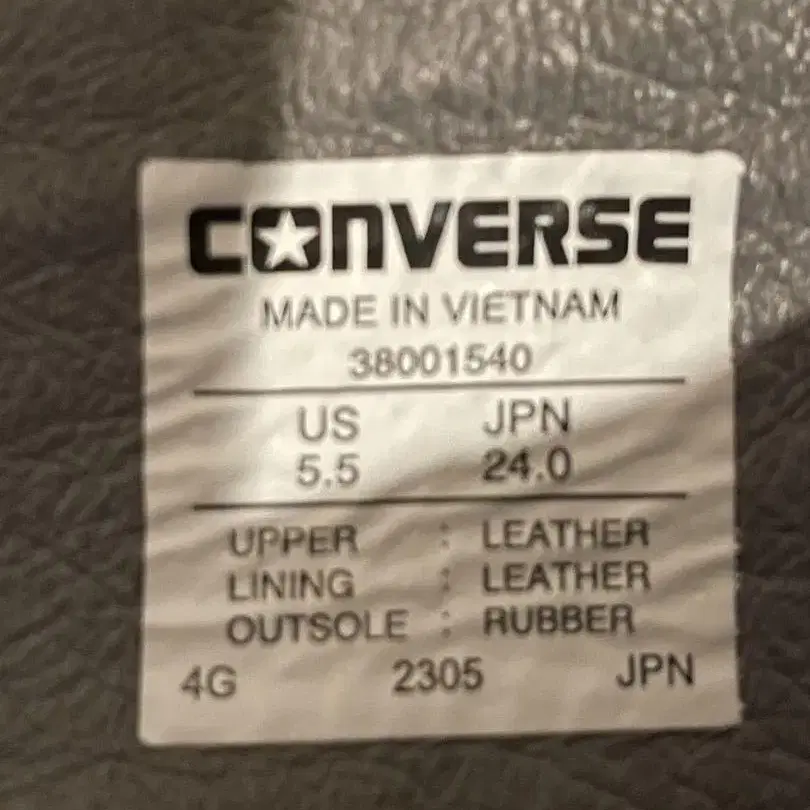 CONVERSE
MADE IN VIETNAM
38001540
US JPN
5.5 24.0
UPPER : LEATHER
LINING : LEATHER
OUTSOLE : RUBBER
4G 2305 JPN